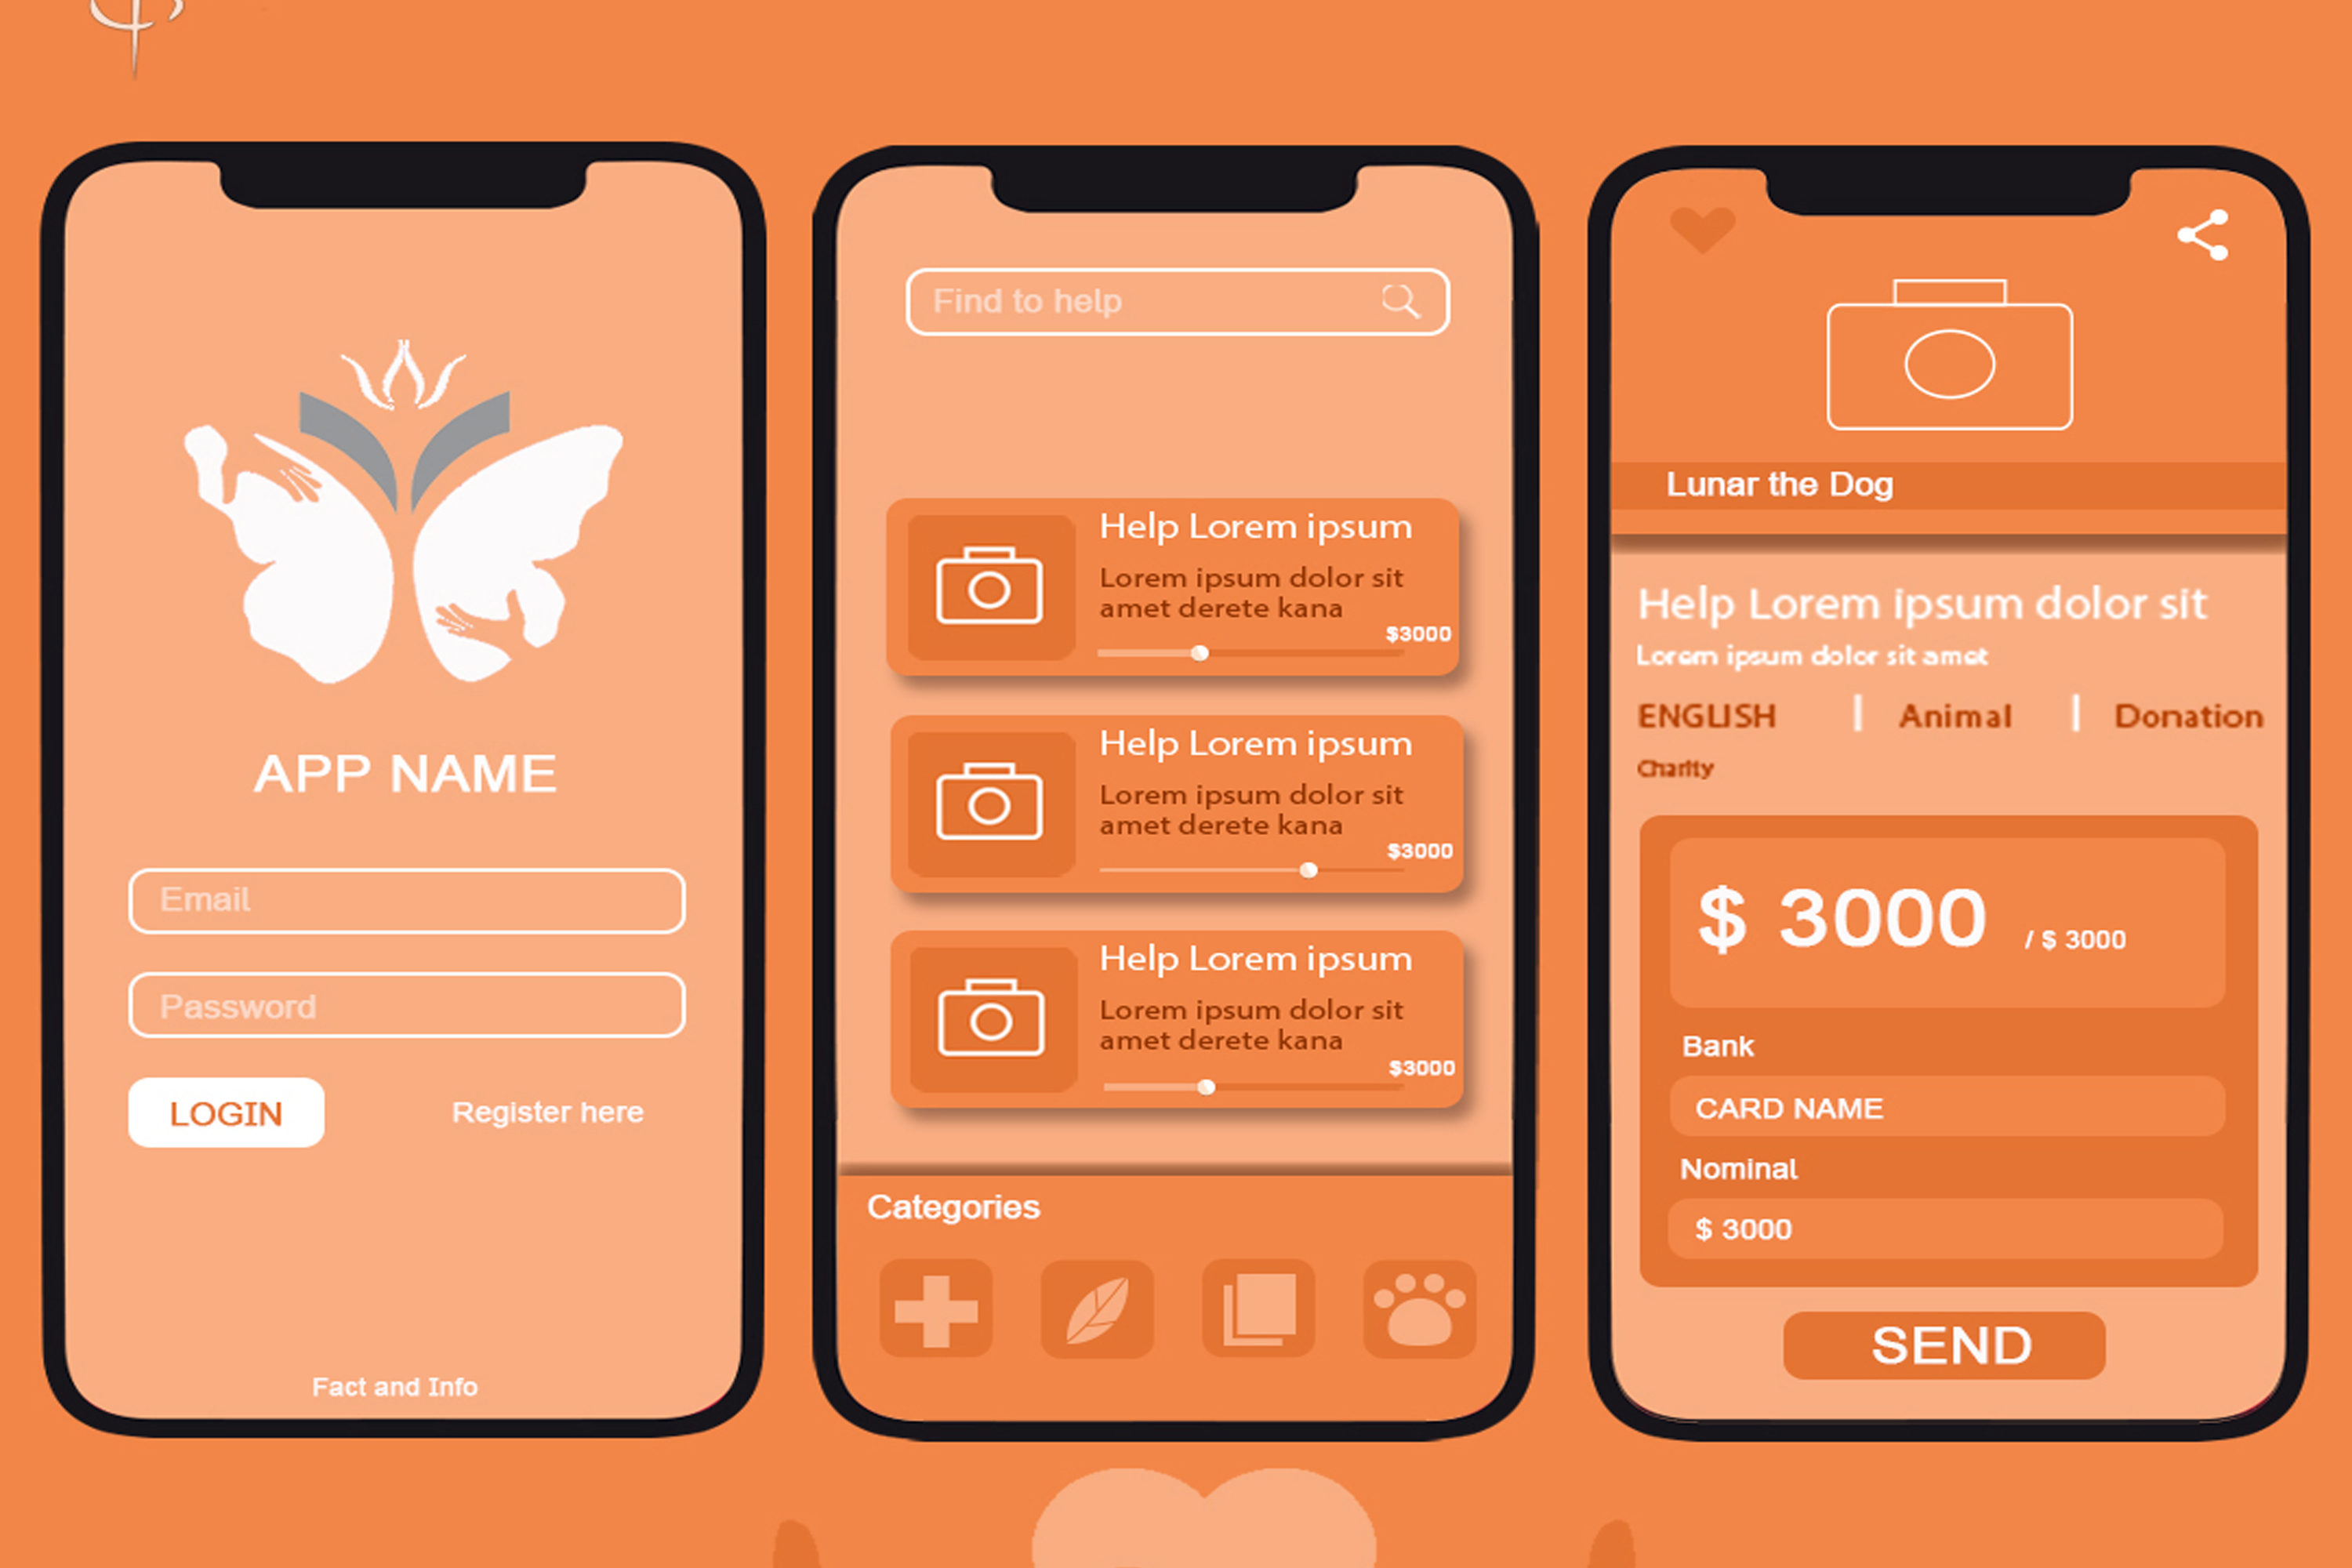 APP NAME
Email
Password
LOGIN
Register here
Fact and Info
Find to help
Help Lorem ipsum
Lorem ipsum dolor sit
amet derete kana
$3000
Help Lorem ipsum
Lorem ipsum dolor sit
amet derete kana
$3000
Help Lorem ipsum
Lorem ipsum dolor sit
amet derete kana
$3000
Categories
Lunar the Dog
Help Lorem ipsum dolor sit
Lorem ipsum dolor sit amet
ENGLISH | Animal | Donation
Charity
$ 3000 / $ 3000
Bank
CARD NAME
Nominal
$ 3000
SEND